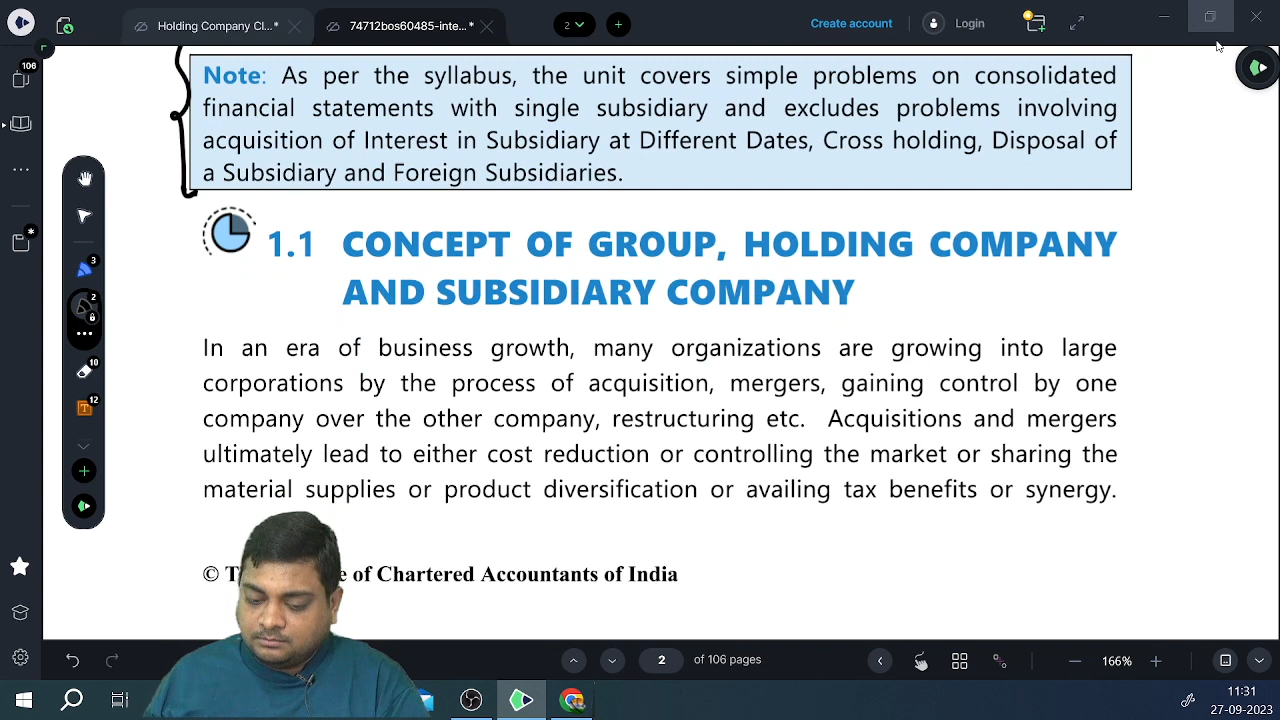 Holding Company Cl...*
74712bos60485-inte...*
2
Create account
Login
106
Note: As per the syllabus, the unit covers simple problems on consolidated
financial statements with single subsidiary and excludes problems involving
acquisition of Interest in Subsidiary at Different Dates, Cross holding, Disposal of
a Subsidiary and Foreign Subsidiaries.
1.1 CONCEPT OF GROUP, HOLDING COMPANY
AND SUBSIDIARY COMPANY
3
2
10
12
In an era of business growth, many organizations are growing into large
corporations by the process of acquisition, mergers, gaining control by one
company over the other company, restructuring etc. Acquisitions and mergers
ultimately lead to either cost reduction or controlling the market or sharing the
material supplies or product diversification or availing tax benefits or synergy.
© of Chartered Accountants of India
2 of 106 pages
166%
11:31
27-09-2023